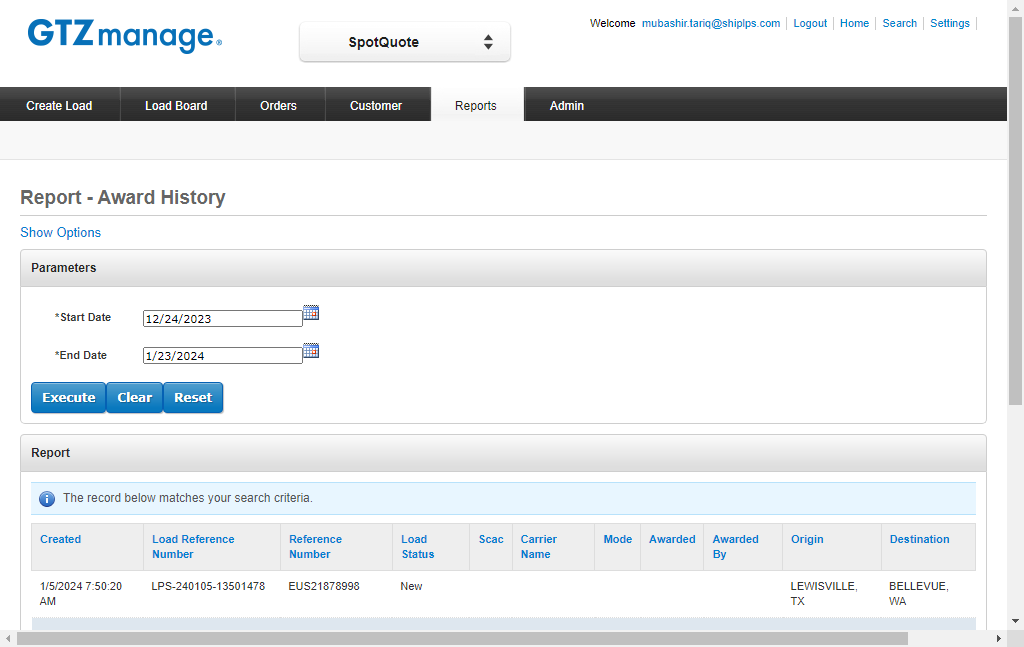 GTZmanage®
SpotQuote
Welcome mubashir.tariq@shiplps.com Logout Home Search Settings
Create Load Load Board Orders Customer Reports Admin
Report - Award History
Show Options
Parameters
*Start Date 12/24/2023
*End Date 1/23/2024
Execute Clear Reset
Report
The record below matches your search criteria.
Created Load Reference Reference Load Scac Carrier Mode Awarded Awarded Origin Destination
Number Number Status Name By
1/5/2024 7:50:20 LPS-240105-13501478 EUS21878998 New LEWISVILLE, BELLEVUE,
AM TX WA